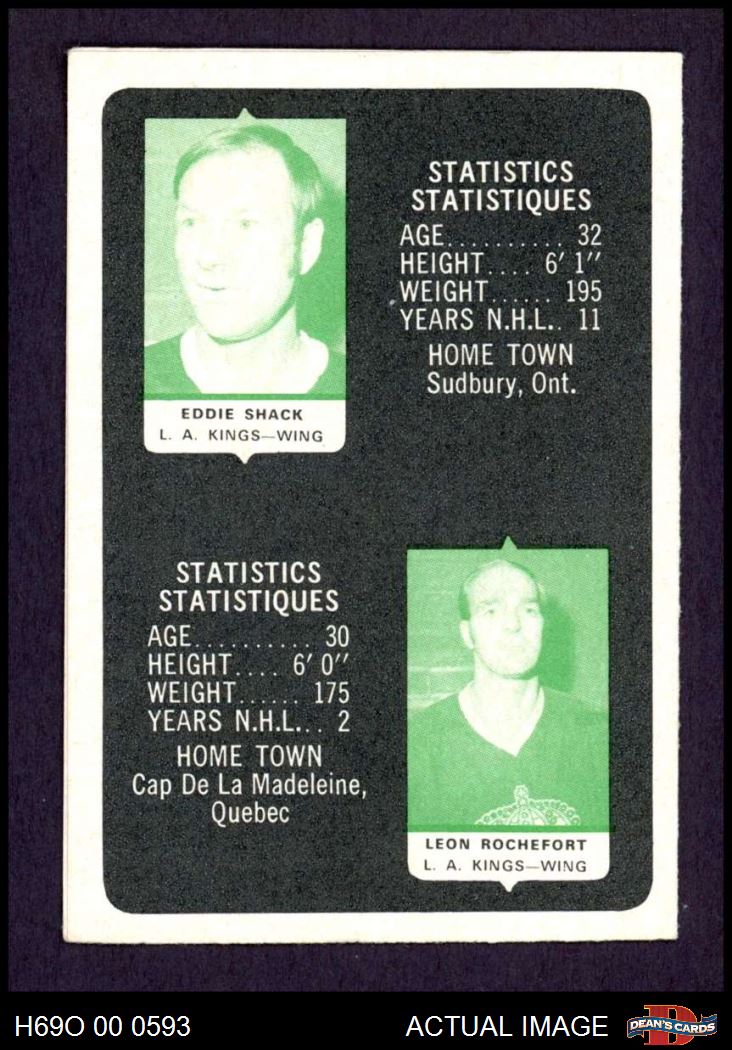 STATISTICS
STATISTIQUES
AGE.......... 32
HEIGHT.... 6' 1"
WEIGHT...... 195
YEARS N.H.L.. 11
HOME TOWN
Sudbury, Ont.
EDDIE SHACK
L. A. KINGS—WING
STATISTICS
STATISTIQUES
AGE.......... 30
HEIGHT.... 6' 0"
WEIGHT...... 175
YEARS N.H.L... 2
HOME TOWN
Cap De La Madeleine,
Quebec
LEON ROCHEFORT
L. A. KINGS—WING
H69O 00 0593
ACTUAL IMAGE
D
DEAN'S CARDS